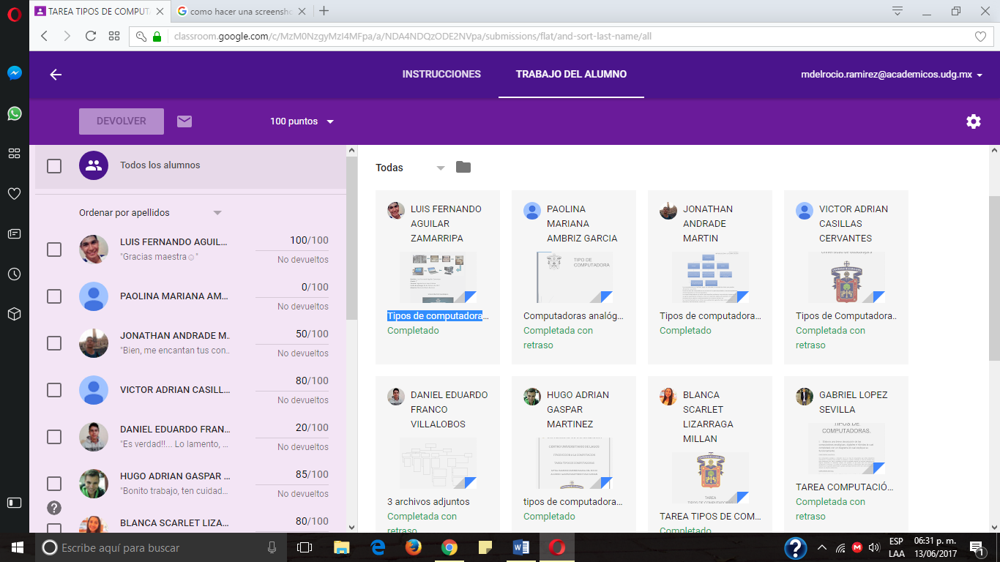 TAREA TIPOS DE COMPUTA
como hacer una screensho
classroom.google.com/c/MzM0NzgyMzI4MFpa/a/NDA4NDQzODE2NVpa/submissions/flat/and-sort-last-name/all
INSTRUCCIONES
TRABAJO DEL ALUMNO
mdelrocio.ramirez@academicos.udg.mx
DEVOLVER
100 puntos
Todos los alumnos
Ordenar por apellidos
LUIS FERNANDO AGUIL... 100/100
"Gracias maestra☺" No devueltos
PAOLINA MARIANA AM... 0/100
No devueltos
JONATHAN ANDRADE M.. 50/100
"Bien, me encantan tus con.. No devueltos
VICTOR ADRIAN CASILL... 80/100
No devueltos
DANIEL EDUARDO FRAN... 20/100
"Es verdad!!... Lo lamento, ... No devueltos
HUGO ADRIAN GASPAR ... 85/100
"Bonito trabajo, ten cuidad... No devueltos
BLANCA SCARLET LIZA... 80/100
Todas
LUIS FERNANDO
AGUILAR
ZAMARRIPA
Tipos de computadora...
Completado
PAOLINA
MARIANA
AMBRIZ GARCIA
TIPO DE
COMPUTADORA
Computadoras analóg...
Completada con
retraso
JONATHAN
ANDRADE
MARTIN
Tipos de computadora...
Completado
VICTOR ADRIAN
CASILLAS
CERVANTES
Universidad de Guadalajara
Tipos de Computadora..
Completada con
retraso
DANIEL EDUARDO
FRANCO
VILLALOBOS
3 archivos adjuntos
Completada con
retraso
HUGO ADRIAN
GASPAR
MARTINEZ
CENTRO UNIVERSITARIO DE LAGOS
tipos de computadora...
Completado
BLANCA
SCARLET
LIZARRAGA
MILLAN
TAREA
TAREA TIPOS DE COM...
Completado
GABRIEL LOPEZ
SEVILLA
TIPOS DE
COMPUTADORAS.
TAREA COMPUTACIÓ...
Completada con
retraso
Escribe aquí para buscar
ESP
LAA
06:31 p. m.
13/06/2017
1